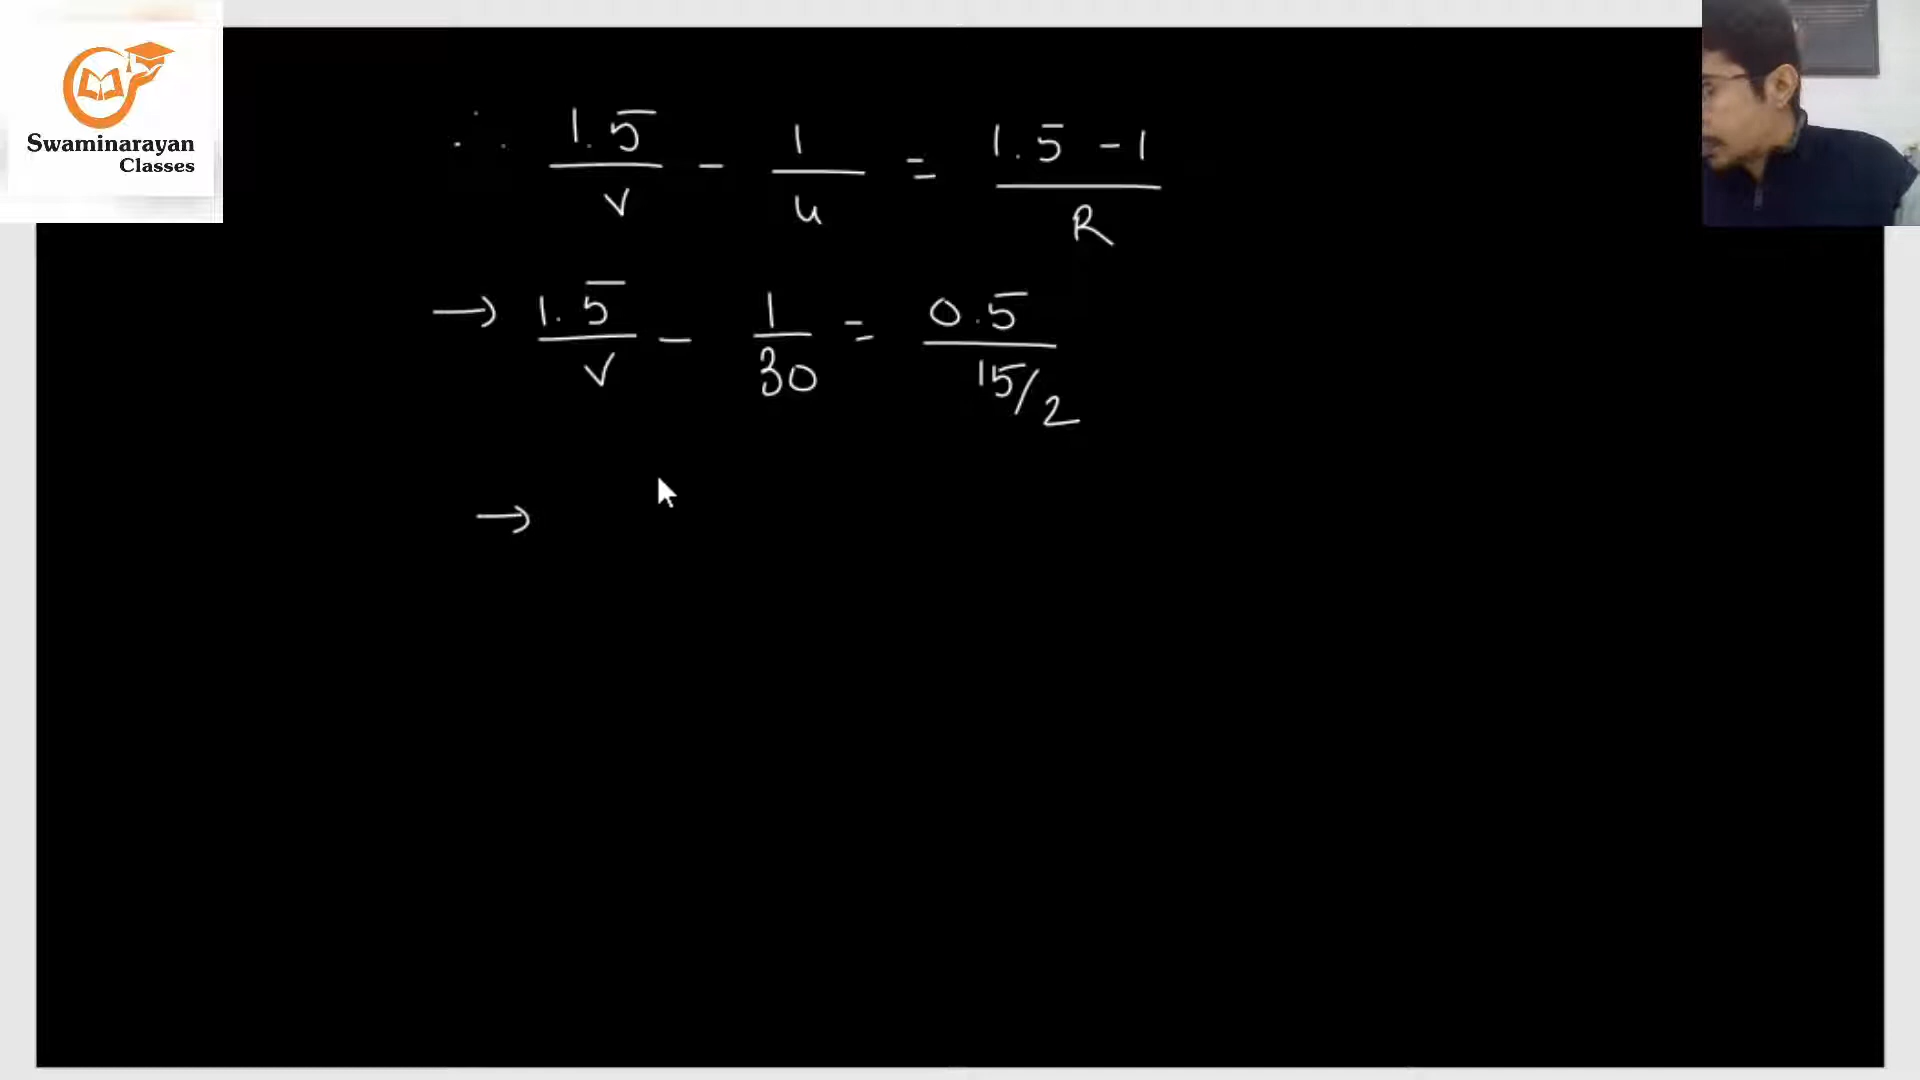 Swaminarayan
Classes
∴ 1.5/v - 1/u = 1.5 - 1/R
→ 1.5/v - 1/30 = 0.5/15/2
→